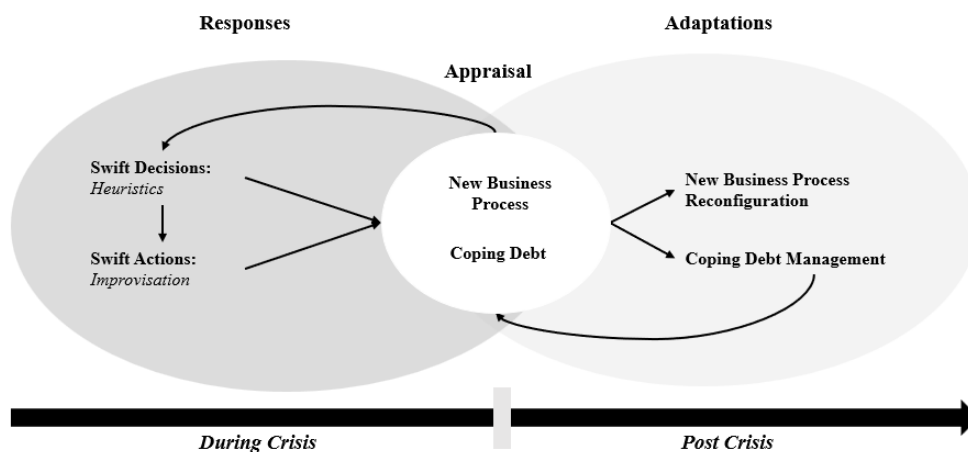 Responses
Adaptations
Appraisal
Swift Decisions:
Heuristics
Swift Actions:
Improvisation
New Business
Process
Coping Debt
New Business Process
Reconfiguration
Coping Debt Management
During Crisis
Post Crisis